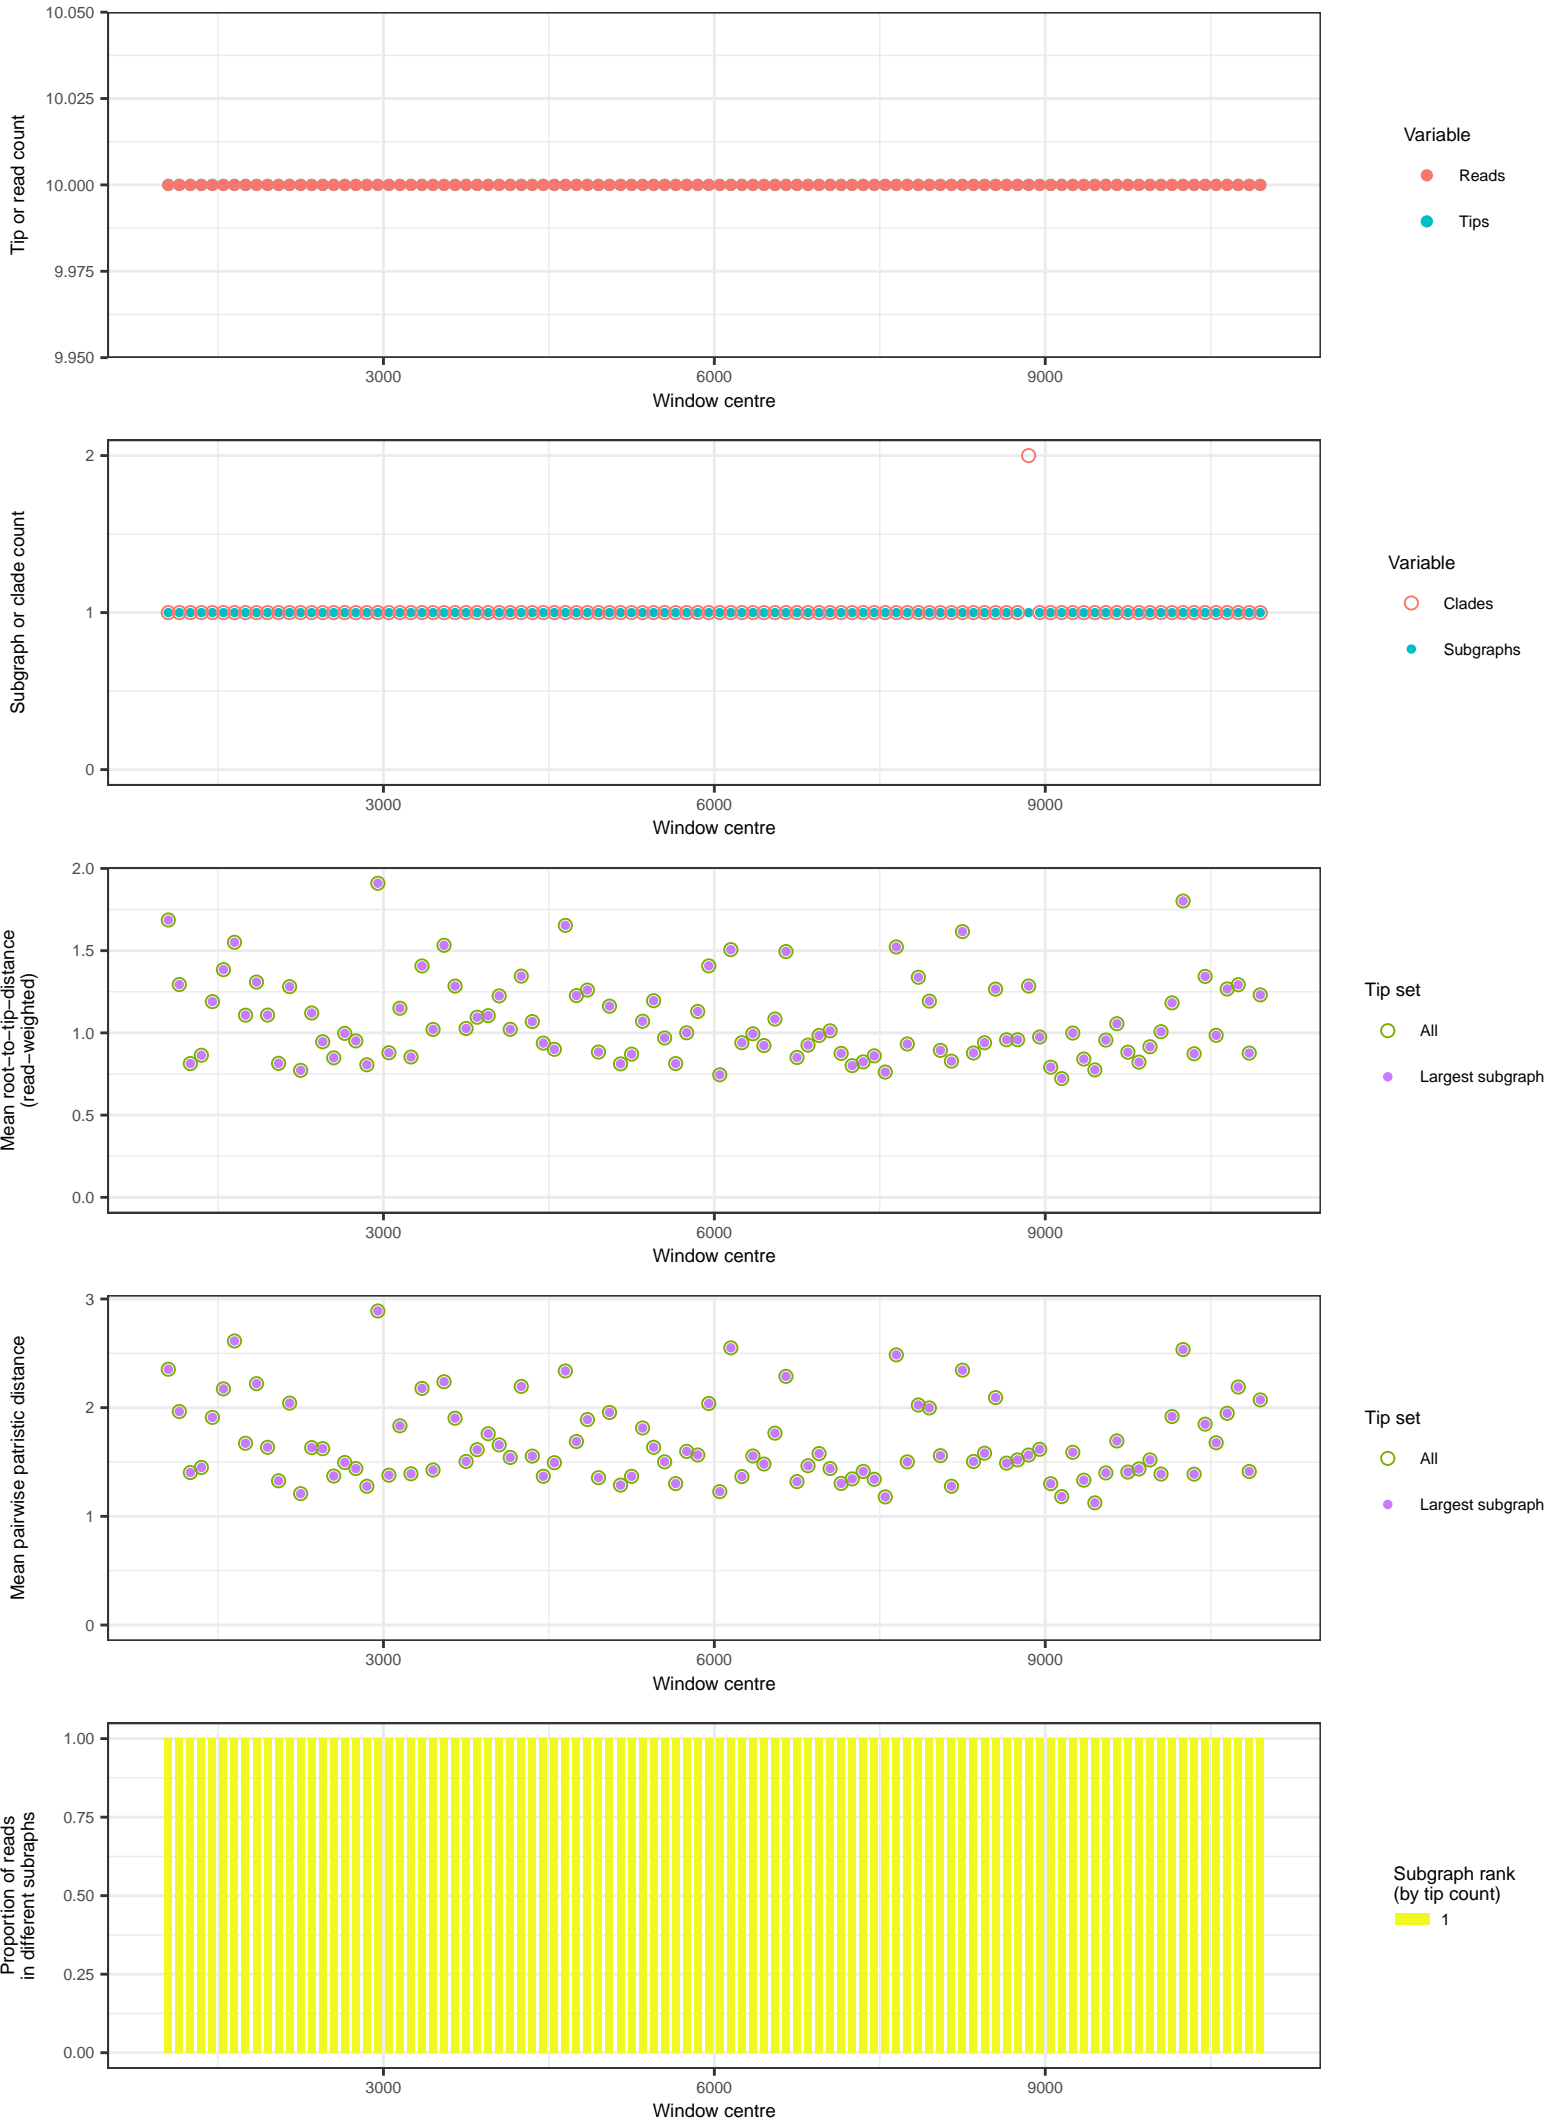 10.050
10.025
10.000
9.975
9.950
Tip or read count
3000
6000
9000
Window centre
Variable
Reads
Tips
2
1
0
Subgraph or clade count
3000
6000
9000
Window centre
Variable
Clades
Subgraphs
2.0
1.5
1.0
0.5
0.0
Mean root−to−tip−distance
(read−weighted)
3000
6000
9000
Window centre
Tip set
All
Largest subgraph
3
2
1
0
Mean pairwise patristic distance
3000
6000
9000
Window centre
Tip set
All
Largest subgraph
1.00
0.75
0.50
0.25
0.00
Proportion of reads
in different subraphs
3000
6000
9000
Window centre
Subgraph rank
(by tip count)
1